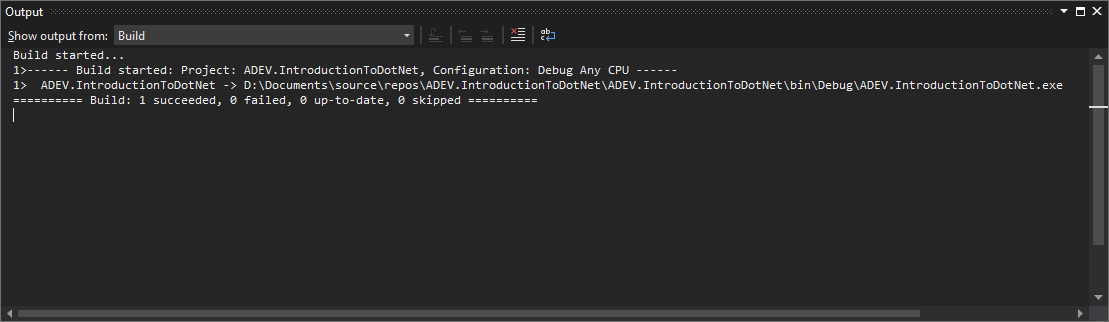 Output
Show output from: Build
Build started...
1>------ Build started: Project: ADEV.IntroductionToDotNet, Configuration: Debug Any CPU ------
1>  ADEV.IntroductionToDotNet -> D:\Documents\source\repos\ADEV.IntroductionToDotNet\ADEV.IntroductionToDotNet\bin\Debug\ADEV.IntroductionToDotNet.exe
========== Build: 1 succeeded, 0 failed, 0 up-to-date, 0 skipped ==========